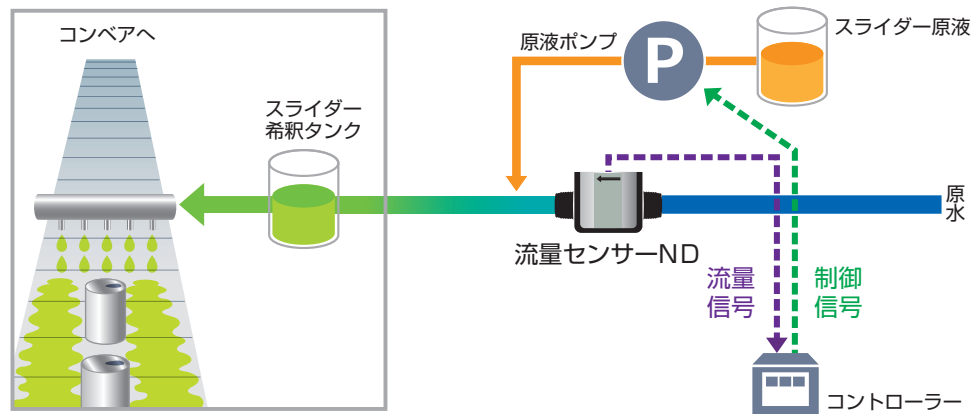 コンベアへ
原液ポンプ
P
スライダー原液
スライダー
希釈タンク
原水
流量センサーND
流量
信号
制御
信号
コントローラー